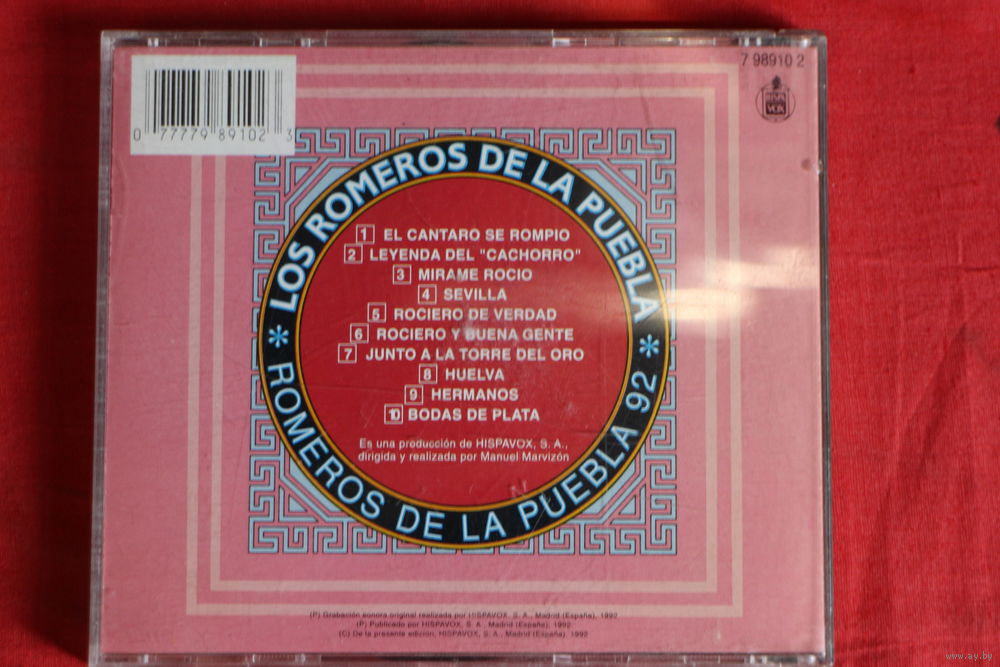 7 98910 2
HISPA
VOX
0 77779 89102 3
LOS ROMEROS DE LA PUEBLA
1 EL CANTARO SE ROMPIO
2 LEYENDA DEL "CACHORRO"
3 MIRAME ROCIO
4 SEVILLA
5 ROCIERO DE VERDAD
6 ROCIERO Y BUENA GENTE
7 JUNTO A LA TORRE DEL ORO
8 HUELVA
9 HERMANOS
10 BODAS DE PLATA
Es una producción de HISPAVOX, S. A.,
dirigida y realizada por Manuel Marvizón
* ROMEROS DE LA PUEBLA 92 *
(P) Grabación sonora original realizada por HISPAVOX, S. A., Madrid (España), 1992
(P) Publicado por HISPAVOX, S. A., Madrid (España), 1992
(C) De la presente edición, HISPAVOX, S. A., Madrid (España), 1992
www.ay.by